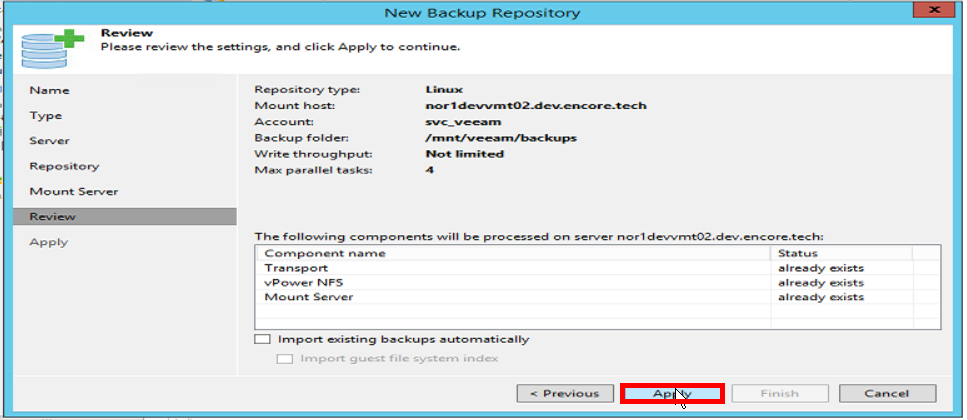 New Backup Repository
x
Review
Please review the settings, and click Apply to continue.
Name
Type
Server
Repository
Mount Server
Review
Apply
Repository type: Linux
Mount host: nor1devvmt02.dev.encore.tech
Account: svc_veeam
Backup folder: /mnt/veeam/backups
Write throughput: Not limited
Max parallel tasks: 4
The following components will be processed on server nor1devvmt02.dev.encore.tech:
Component name Status
Transport already exists
vPower NFS already exists
Mount Server already exists
Import existing backups automatically
Import guest file system index
< Previous Apply Finish Cancel